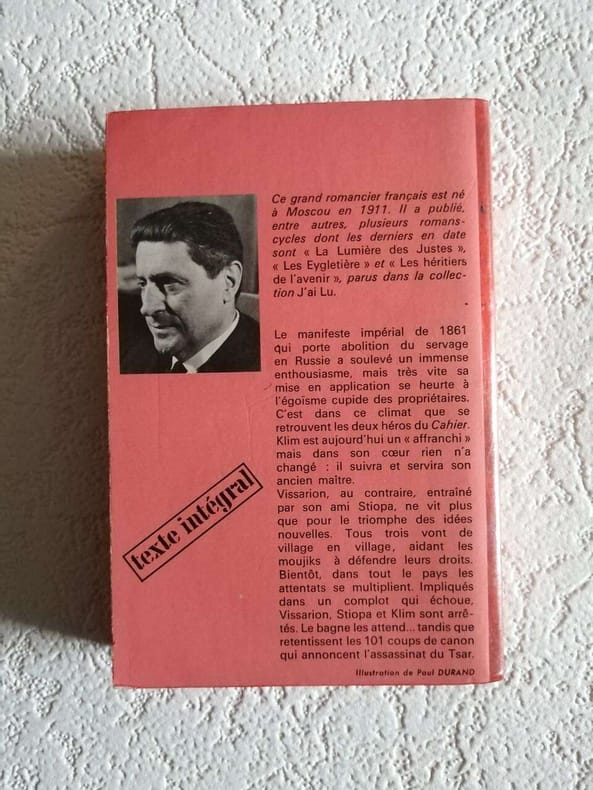 Ce grand romancier français est né
à Moscou en 1911. Il a publié,
entre autres, plusieurs romans-
cycles dont les derniers en date
sont « La Lumière des Justes »,
« Les Eygletière » et « Les héritiers
de l'avenir », parus dans la collec-
tion J'ai Lu.
Le manifeste impérial de 1861
qui porte abolition du servage
en Russie a soulevé un immense
enthousiasme, mais très vite sa
mise en application se heurte à
l'égoïsme cupide des propriétaires.
C'est dans ce climat que se
retrouvent les deux héros du Cahier.
Klim est aujourd'hui un « affranchi »
mais dans son cœur rien n'a
changé : il suivra et servira son
ancien maître.
Vissarion, au contraire, entraîné
par son ami Stiopa, ne vit plus
que pour le triomphe des idées
nouvelles. Tous trois vont de
village en village, aidant les
moujiks à défendre leurs droits.
Bientôt, dans tout le pays les
attentats se multiplient. Impliqués
dans un complot qui échoue,
Vissarion, Stiopa et Klim sont arrê-
tés. Le bagne les attend... tandis que
retentissent les 101 coups de canon
qui annoncent l'assassinat du Tsar.
Illustration de Paul DURAND
texte intégral